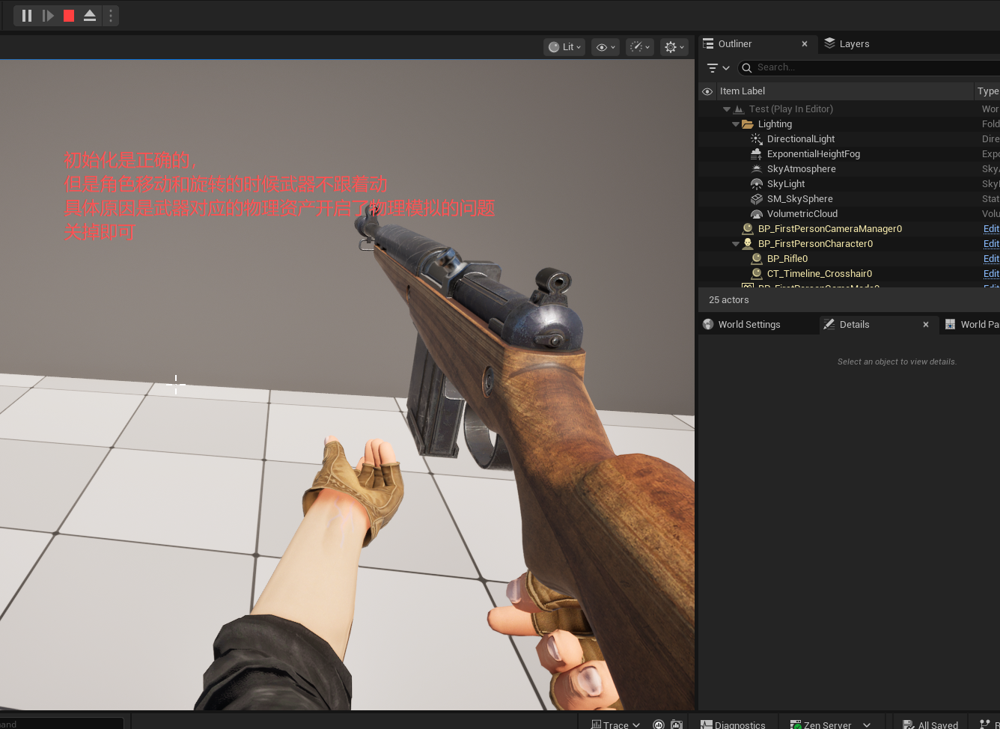 Lit
Outliner
Layers
Search...
Item Label
Type
Test (Play In Editor)
Wor
Lighting
Fold
DirectionalLight
Dire
ExponentialHeightFog
Expo
SkyAtmosphere
Sky
SkyLight
Skyl
SM_SkySphere
Stat
VolumetricCloud
Volu
BP_FirstPersonCameraManager0
Edit
BP_FirstPersonCharacter0
Edit
BP_Rifle0
Edit
CT_Timeline_Crosshair0
Edit
25 actors
World Settings
Details
World Pa
Select an object to view details.
初始化是正确的，
但是角色移动和旋转的时候武器不跟着动
具体原因是武器对应的物理资产开启了物理模拟的问题
关掉即可
and
Trace
Diagnostics
Zen Server
All Saved